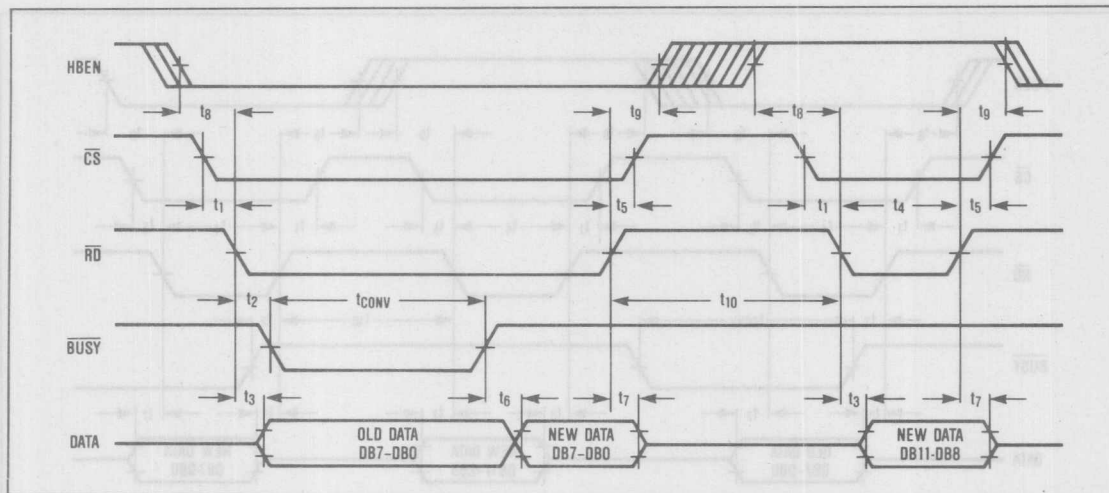 HBEN
t8 t9 t8 t9
CS
t1 t5 t1 t4 t5
RD
t2 tCONV t10
BUSY
t3 t6 t7 t3 t7
DATA
OLD DATA
DB7–DB0
NEW DATA
DB7–DB0
NEW DATA
DB11-DB8